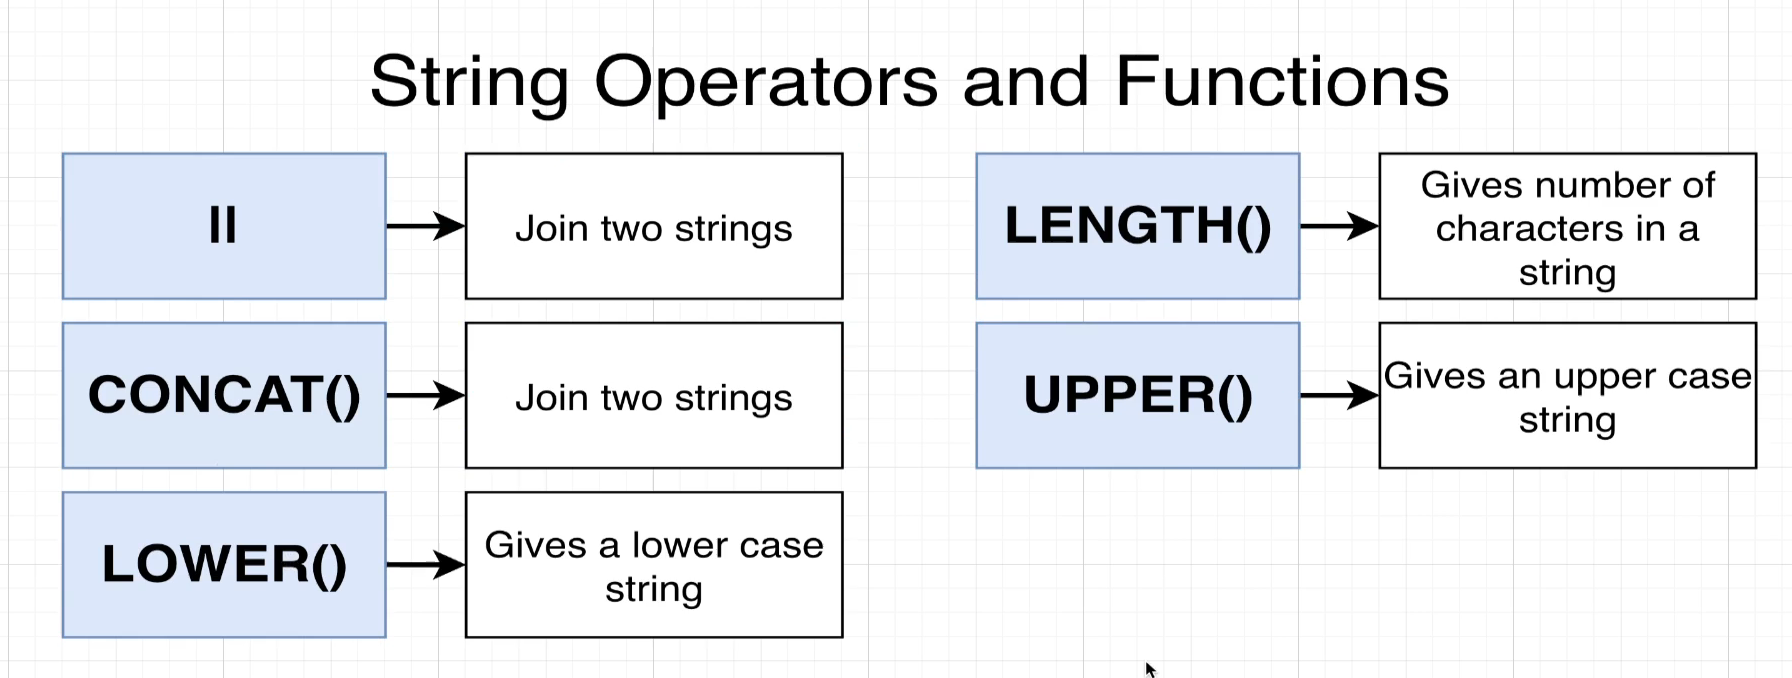 String Operators and Functions
||
Join two strings
CONCAT()
Join two strings
LOWER()
Gives a lower case
string
LENGTH()
Gives number of
characters in a
string
UPPER()
Gives an upper case
string